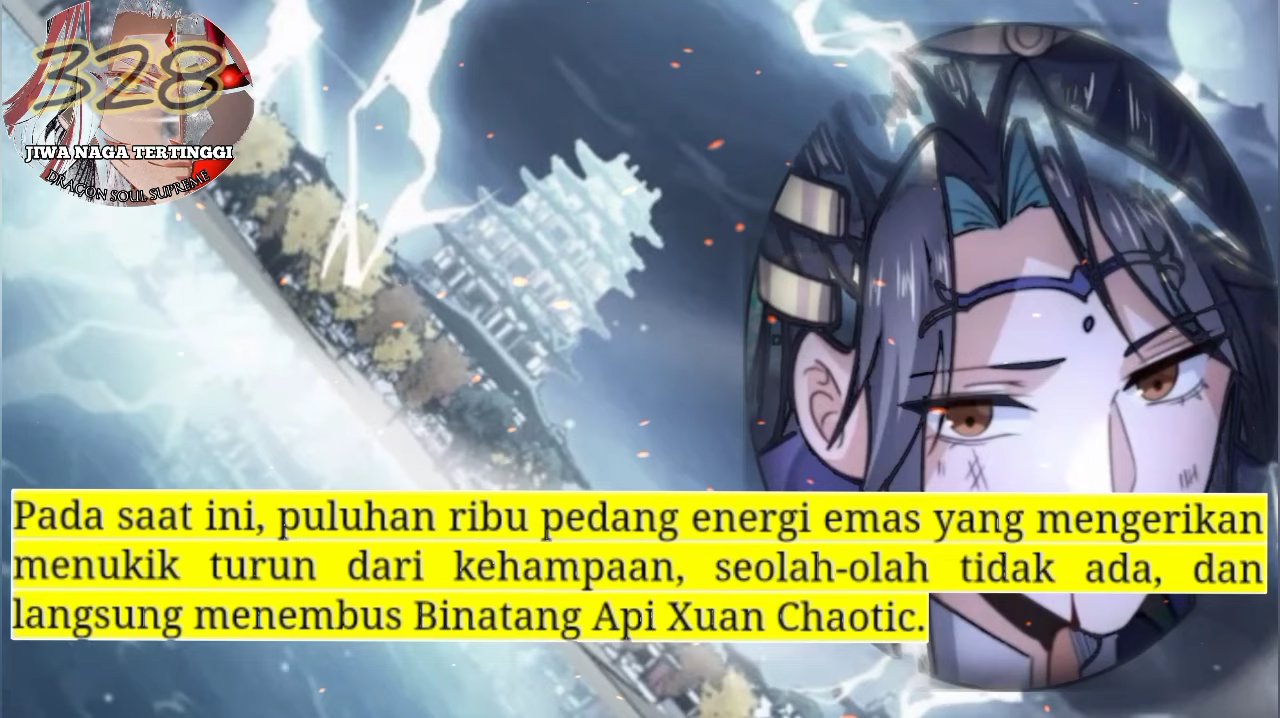 328
JIWA NAGA TERTINGGI
DRAGON SOUL SUPREME
Pada saat ini, puluhan ribu pedang energi emas yang mengerikan
menukik turun dari kehampaan, seolah-olah tidak ada, dan
langsung menembus Binatang Api Xuan Chaotic.